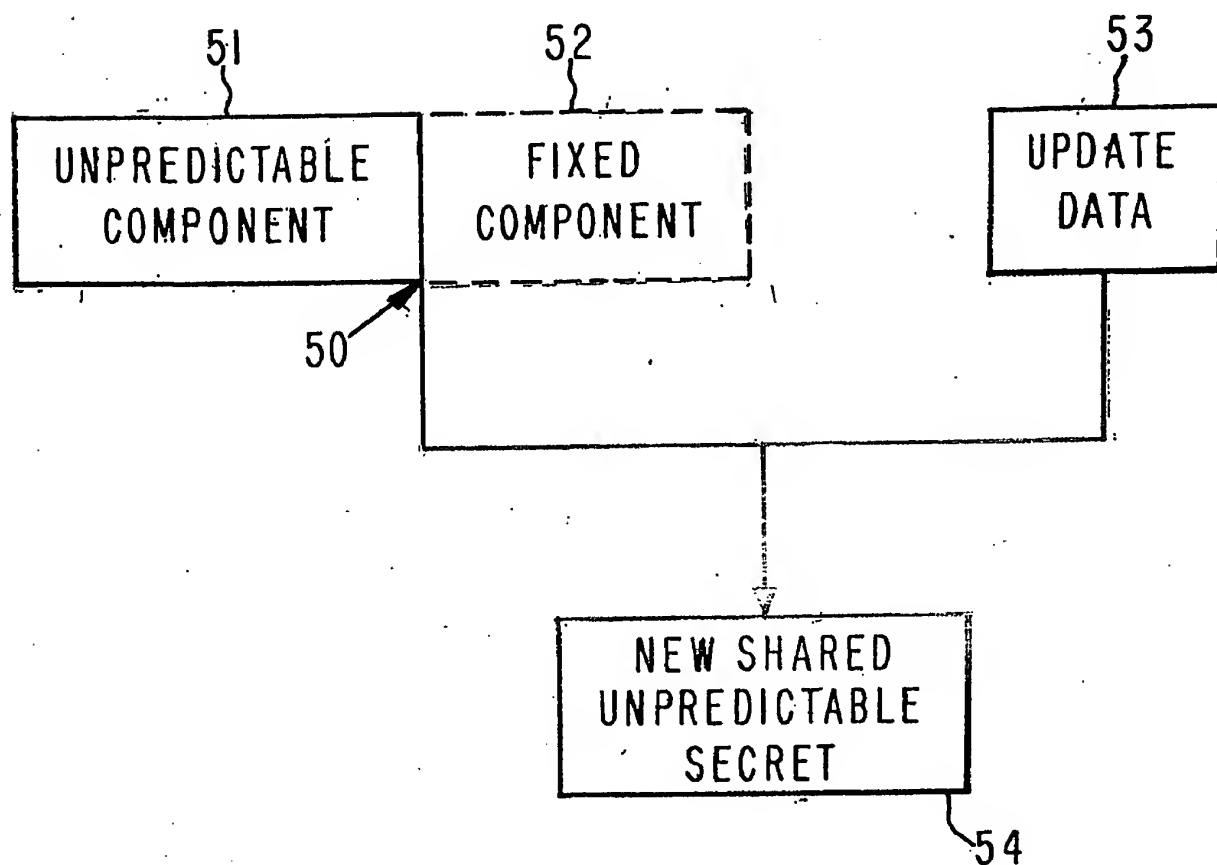 51
52
53
UNPREDICTABLE
COMPONENT
FIXED
COMPONENT
UPDATE
DATA
50
NEW SHARED
UNPREDICTABLE
SECRET
54